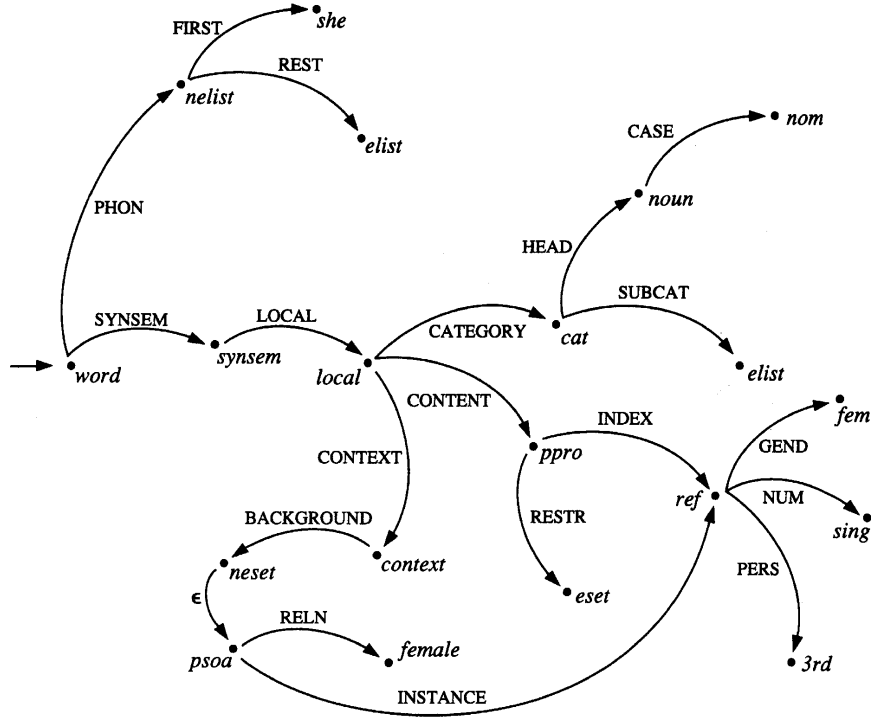 FIRST
she
REST
nelist
elist
CASE
nom
noun
PHON
HEAD
SYNSEM
LOCAL
SUBCAT
CATEGORY
cat
synsem
word
local
elist
CONTENT
fem
INDEX
GEND
ppro
CONTEXT
ref
NUM
BACKGROUND
RESTR
sing
neset
context
PERS
eset
ϵ
RELN
psoa
female
3rd
INSTANCE